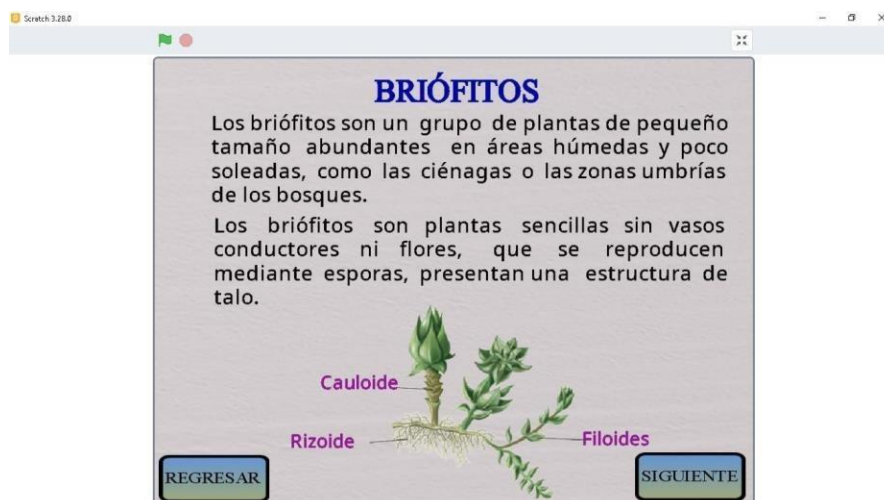 Scratch 3.28.0
BRIÓFITOS
Los briófitos son un grupo de plantas de pequeño
tamaño abundantes en áreas húmedas y poco
soleadas, como las ciénagas o las zonas umbrías
de los bosques.
Los briófitos son plantas sencillas sin vasos
conductores ni flores, que se reproducen
mediante esporas, presentan una estructura de
talo.
Cauloide
Rizoide
Filoides
REGRESAR
SIGUIENTE